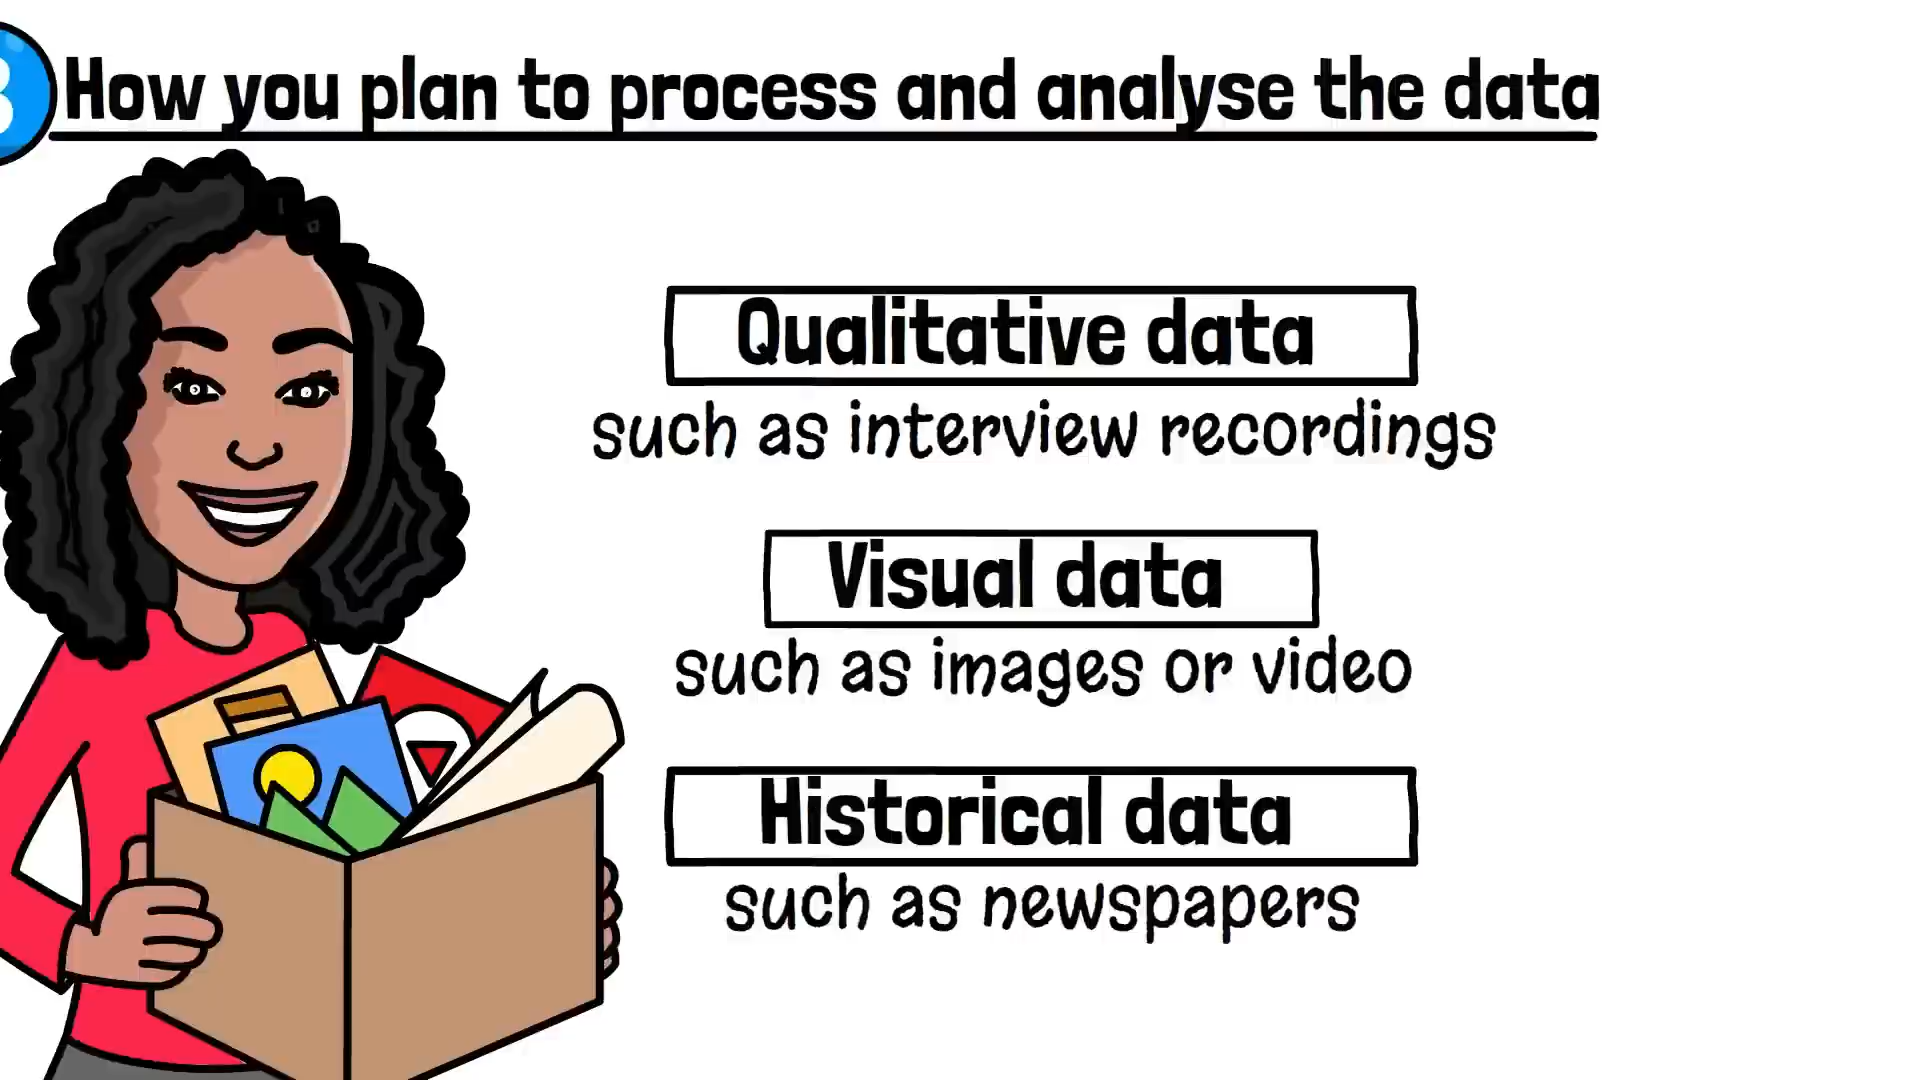 How you plan to process and analyse the data
Qualitative data
such as interview recordings
Visual data
such as images or video
Historical data
such as newspapers